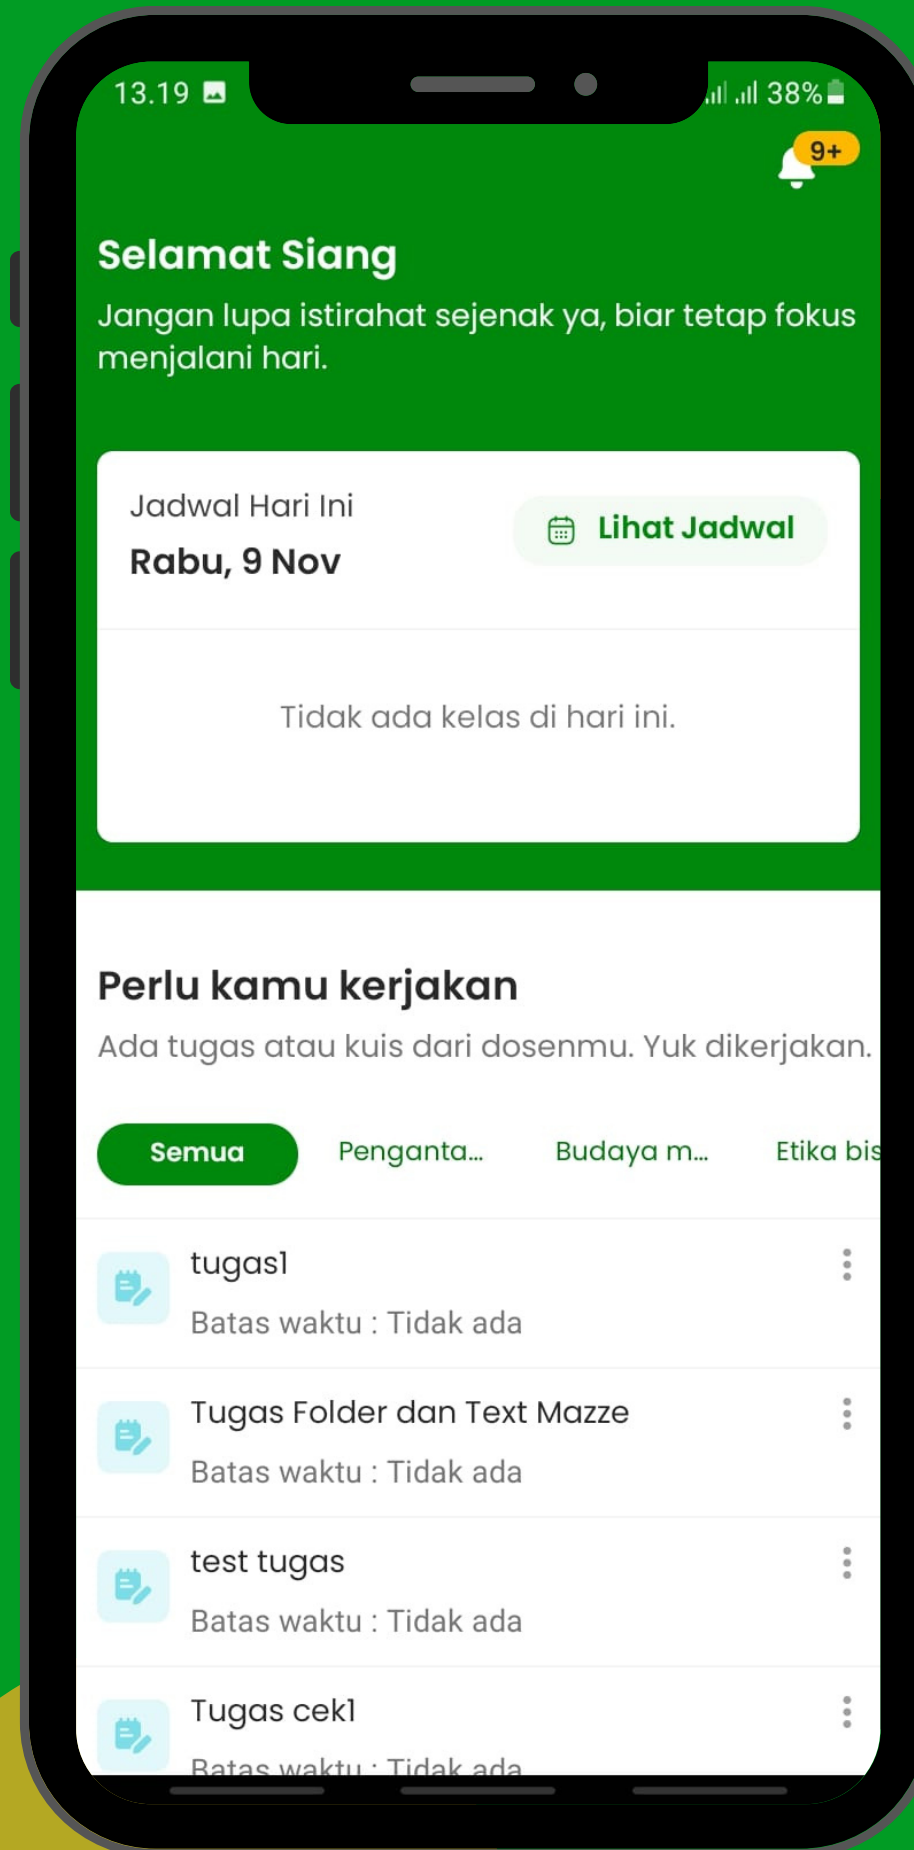 13.19
38%
9+
Selamat Siang
Jangan lupa istirahat sejenak ya, biar tetap fokus
menjalani hari.
Jadwal Hari Ini
Lihat Jadwal
Rabu, 9 Nov
Tidak ada kelas di hari ini.
Perlu kamu kerjakan
Ada tugas atau kuis dari dosenmu. Yuk dikerjakan.
Semua Penganta... Budaya m... Etika bis
tugas1
Batas waktu : Tidak ada
Tugas Folder dan Text Mazze
Batas waktu : Tidak ada
test tugas
Batas waktu : Tidak ada
Tugas cek1
Batas waktu : Tidak ada